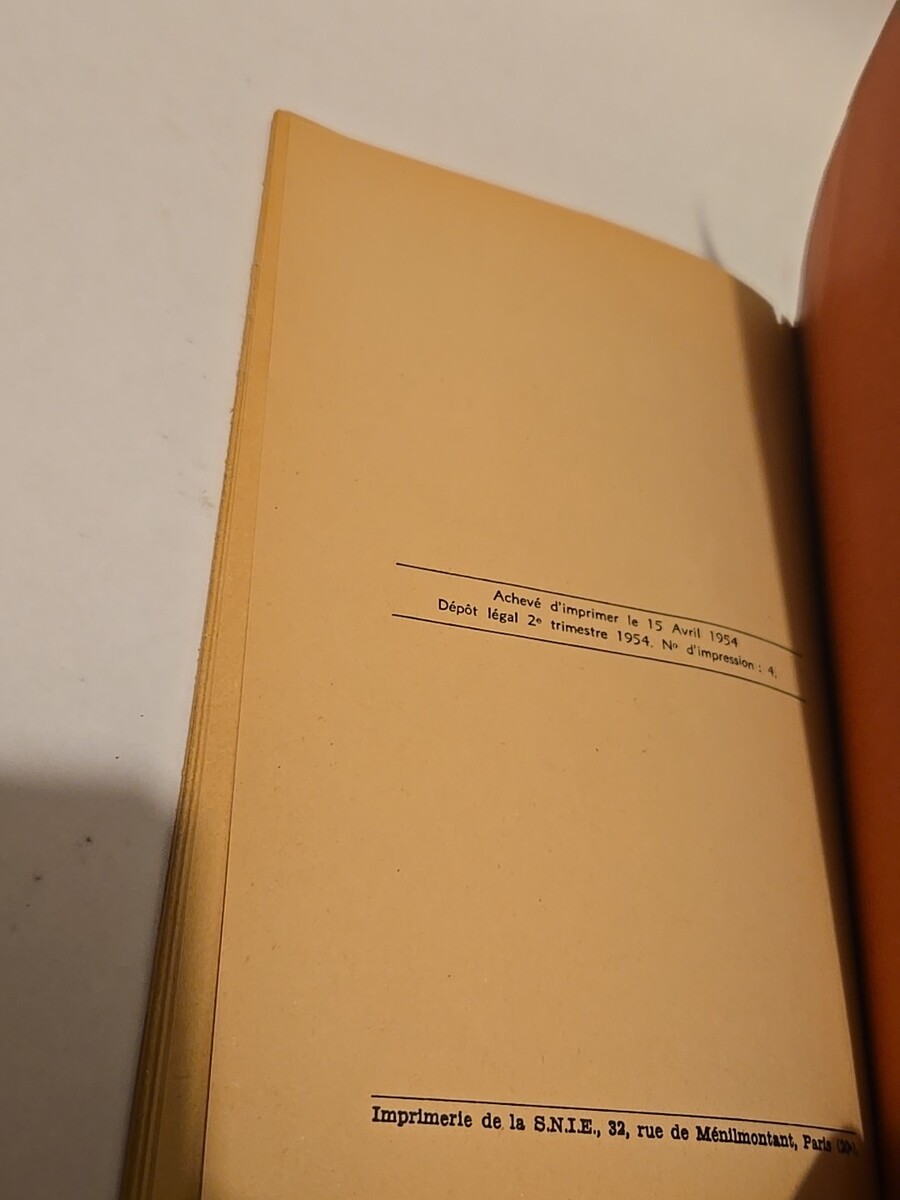 Achevé d'imprimer le 15 Avril 1954
Dépôt légal 2e trimestre 1954. No d'impression : 4.
Imprimerie de la S.N.I.E., 32, rue de Ménilmontant, Paris (20e).